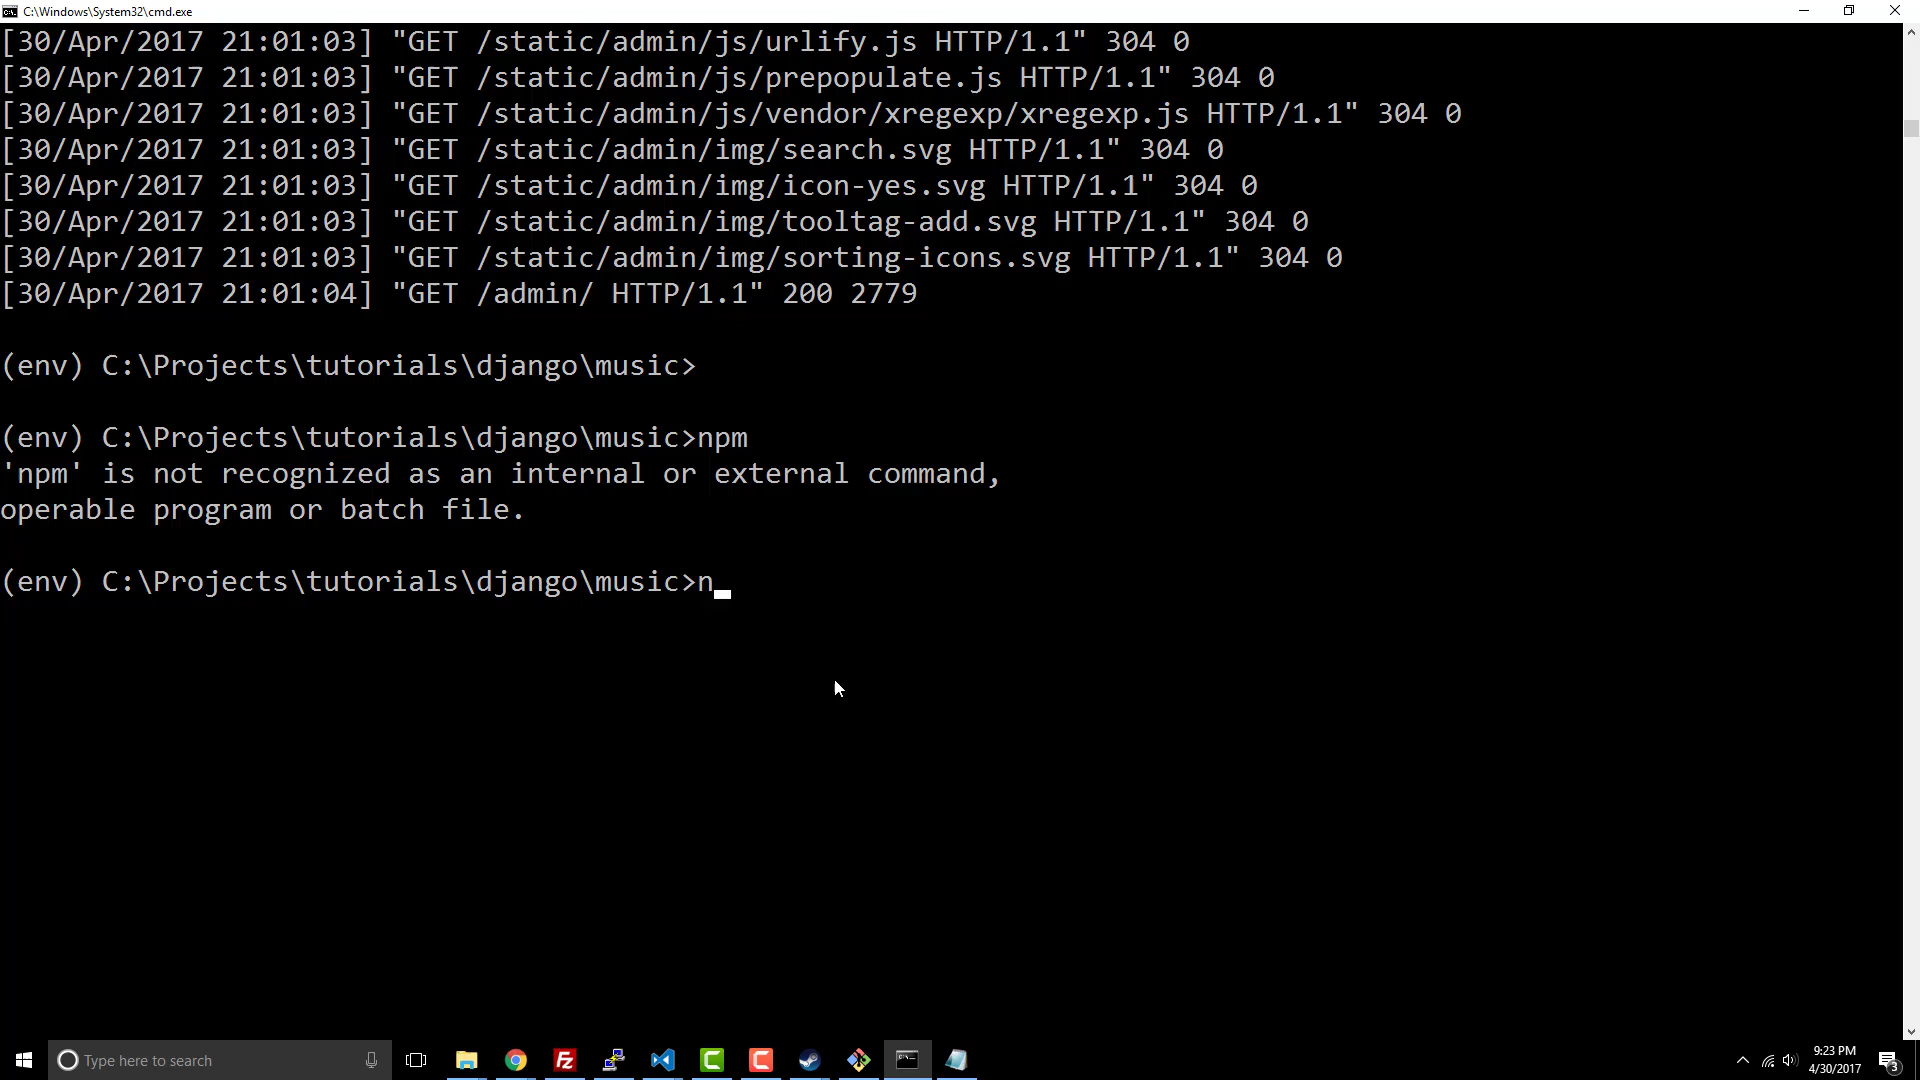 C:\Windows\System32\cmd.exe
[30/Apr/2017 21:01:03] "GET /static/admin/js/urlify.js HTTP/1.1" 304 0
[30/Apr/2017 21:01:03] "GET /static/admin/js/prepopulate.js HTTP/1.1" 304 0
[30/Apr/2017 21:01:03] "GET /static/admin/js/vendor/xregexp/xregexp.js HTTP/1.1" 304 0
[30/Apr/2017 21:01:03] "GET /static/admin/img/search.svg HTTP/1.1" 304 0
[30/Apr/2017 21:01:03] "GET /static/admin/img/icon-yes.svg HTTP/1.1" 304 0
[30/Apr/2017 21:01:03] "GET /static/admin/img/tooltag-add.svg HTTP/1.1" 304 0
[30/Apr/2017 21:01:03] "GET /static/admin/img/sorting-icons.svg HTTP/1.1" 304 0
[30/Apr/2017 21:01:04] "GET /admin/ HTTP/1.1" 200 2779
(env) C:\Projects\tutorials\django\music>
(env) C:\Projects\tutorials\django\music>npm
'npm' is not recognized as an internal or external command,
operable program or batch file.
(env) C:\Projects\tutorials\django\music>n_
Type here to search
9:23 PM
4/30/2017
3